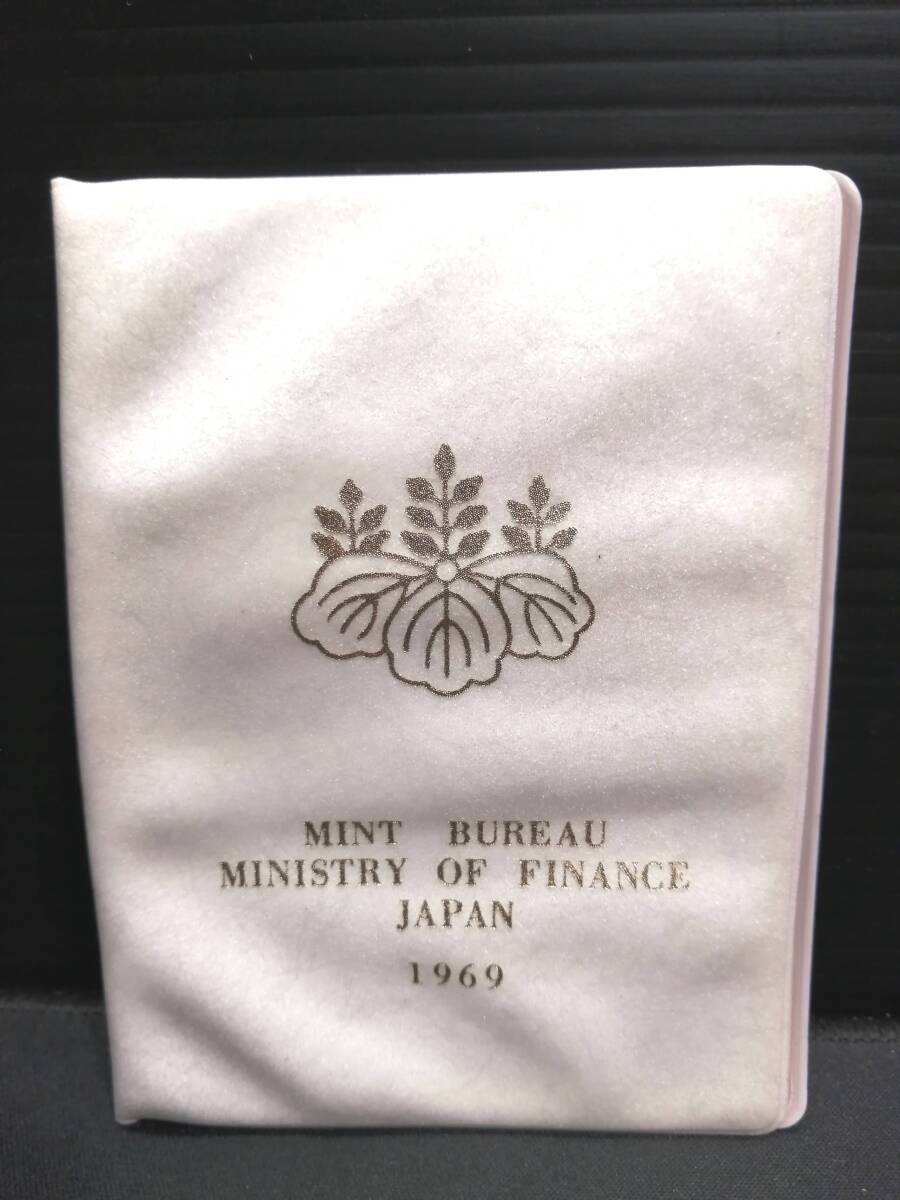 MINT BUREAU
MINISTRY OF FINANCE
JAPAN
1969